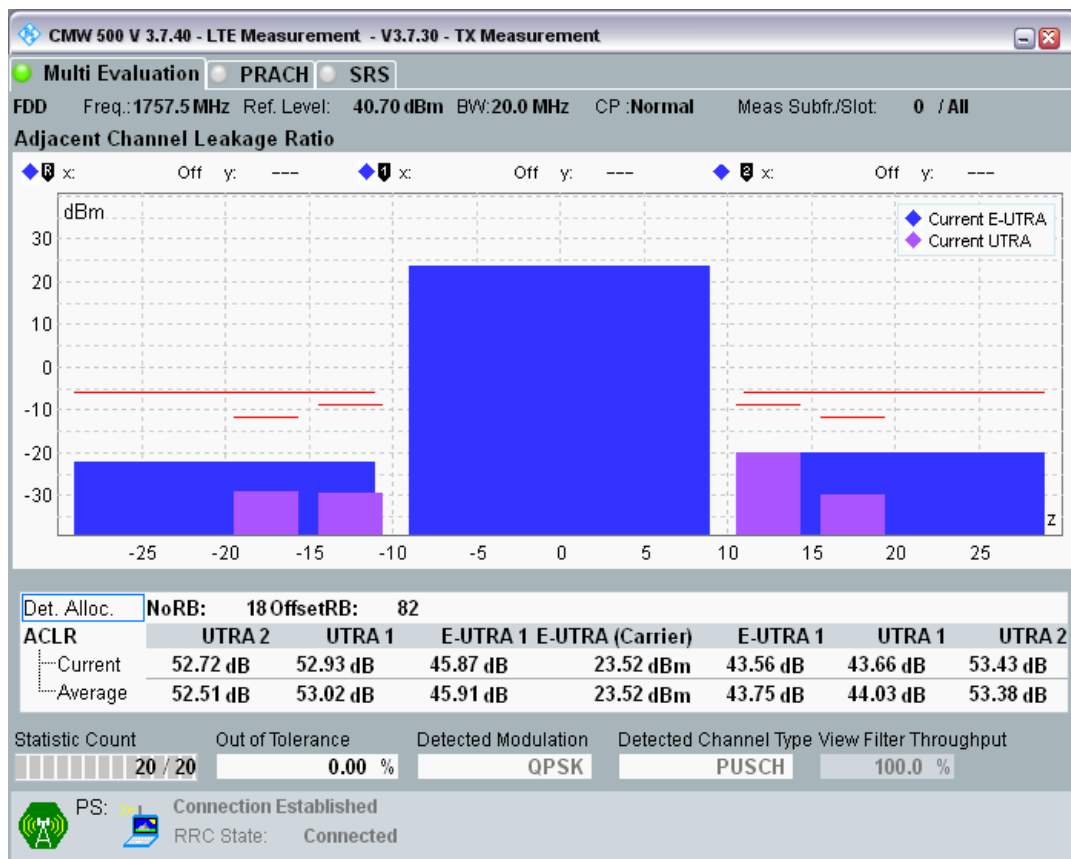 CMW 500 V 3.7.40 - LTE Measurement - V3.7.30 - TX Measurement
Multi Evaluation PRACH SRS
FDD Freq.:1757.5 MHz Ref. Level: 40.70 dBm BW:20.0 MHz CP :Normal Meas Subfr./Slot: 0 / All
Adjacent Channel Leakage Ratio
R x: Off y: --- 1 x: Off y: --- 2 x: Off y: ---
dBm
Current E-UTRA
Current UTRA
30
20
10
0
-10
-20
-30
z
-25 -20 -15 -10 -5 0 5 10 15 20 25
Det. Alloc. NoRB: 18 OffsetRB: 82
ACLR UTRA 2 UTRA 1 E-UTRA 1 E-UTRA (Carrier) E-UTRA 1 UTRA 1 UTRA 2
Current 52.72 dB 52.93 dB 45.87 dB 23.52 dBm 43.56 dB 43.66 dB 53.43 dB
Average 52.51 dB 53.02 dB 45.91 dB 23.52 dBm 43.75 dB 44.03 dB 53.38 dB
Statistic Count Out of Tolerance Detected Modulation Detected Channel Type View Filter Throughput
20 / 20 0.00 % QPSK PUSCH 100.0 %
PS: Connection Established
RRC State: Connected